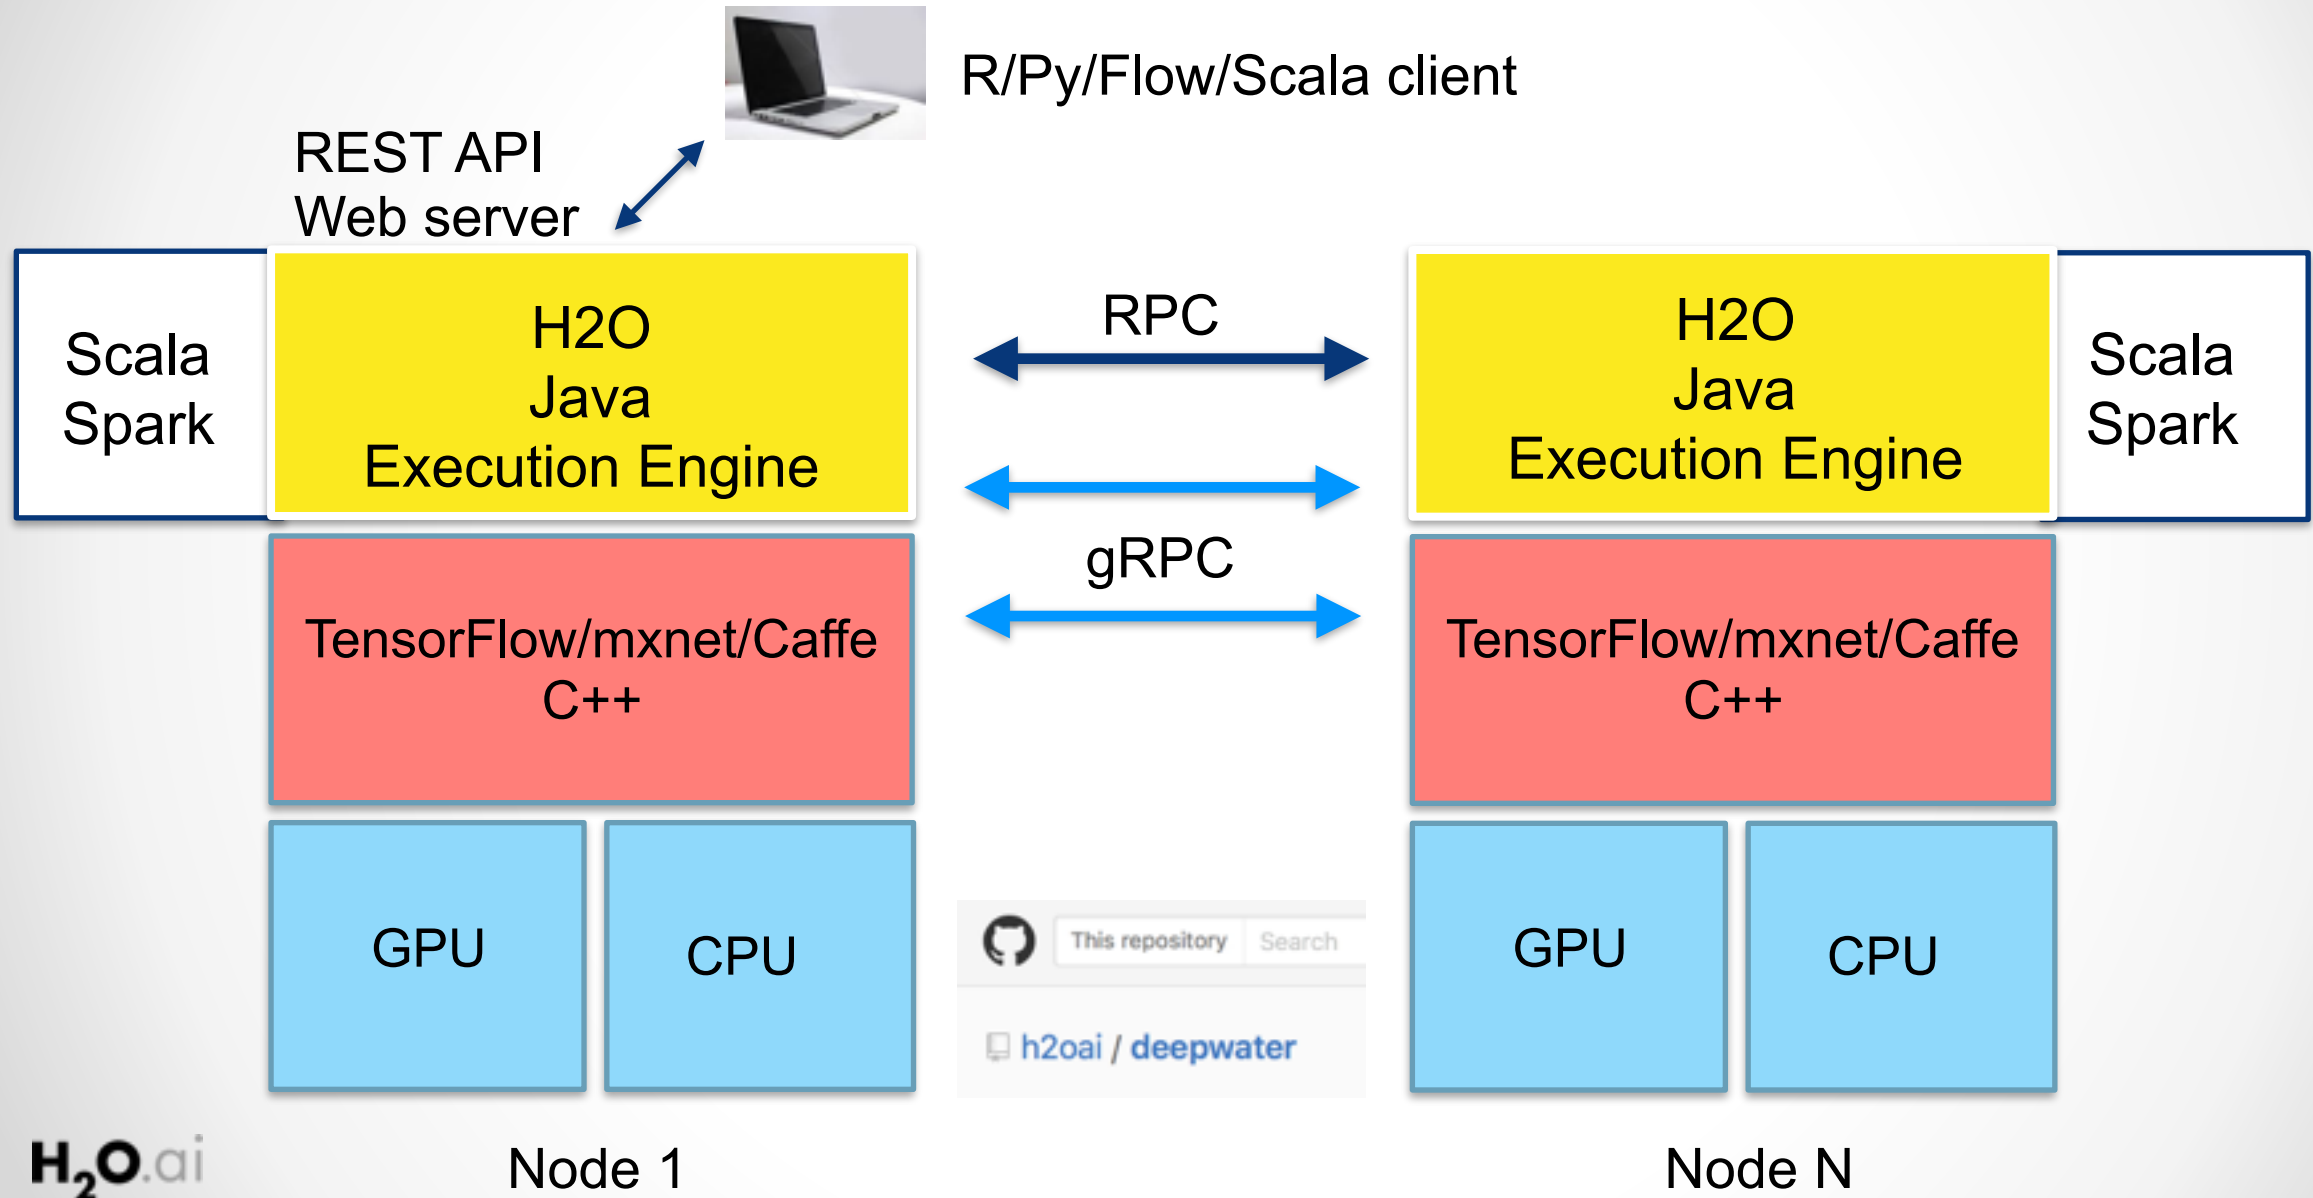 R/Py/Flow/Scala client
REST API
Web server
Scala
Spark
H2O
Java
Execution Engine
RPC
gRPC
H2O
Java
Execution Engine
Scala
Spark
TensorFlow/mxnet/Caffe
C++
TensorFlow/mxnet/Caffe
C++
GPU
CPU
This repository Search
h2oai / deepwater
GPU
CPU
H₂O.ai
Node 1
Node N